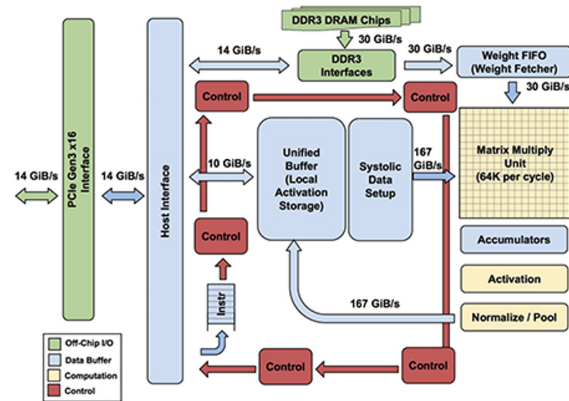 DDR3 DRAM Chips
14 GiB/s
30 GiB/s
DDR3
Interfaces
30 GiB/s
Weight FIFO
(Weight Fetcher)
30 GiB/s
Control
Control
14 GiB/s
PCIe Gen3 x16
Interface
14 GiB/s
Host Interface
10 GiB/s
Unified
Buffer
(Local
Activation
Storage)
Systolic
Data
Setup
167
GiB/s
Matrix Multiply
Unit
(64K per cycle)
Control
Accumulators
Activation
Instr
167 GiB/s
Normalize / Pool
Off-Chip I/O
Data Buffer
Computation
Control
Control
Control